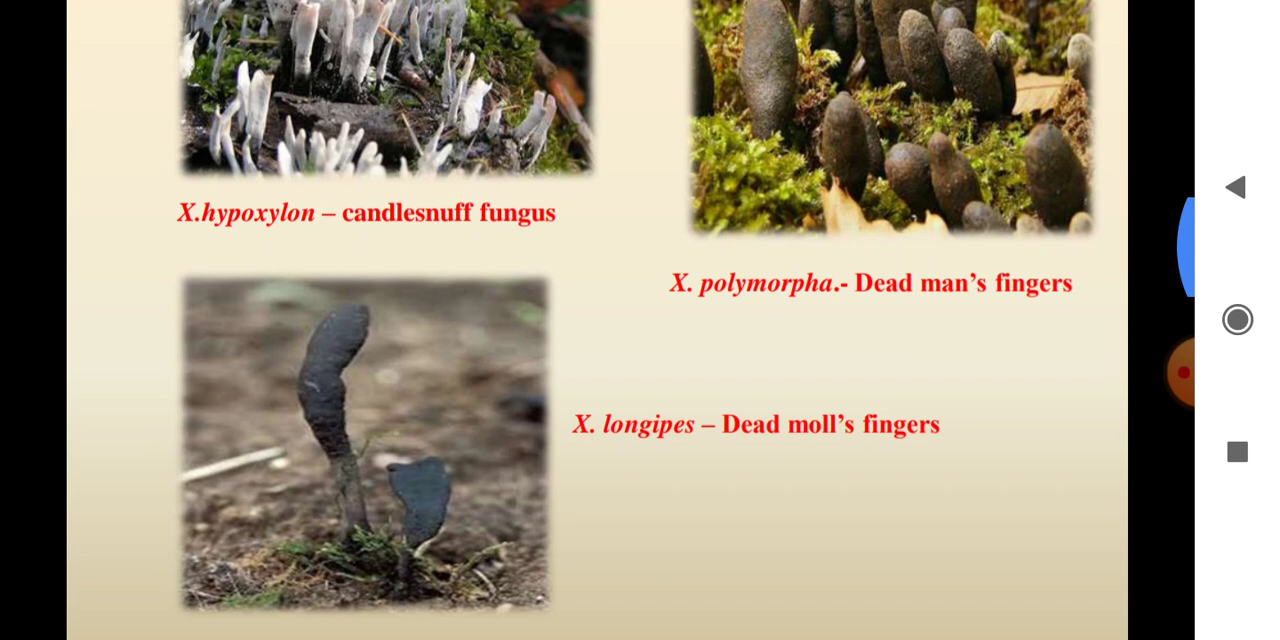 X.hypoxylon – candlesnuff fungus
X. polymorpha.- Dead man’s fingers
X. longipes – Dead moll’s fingers